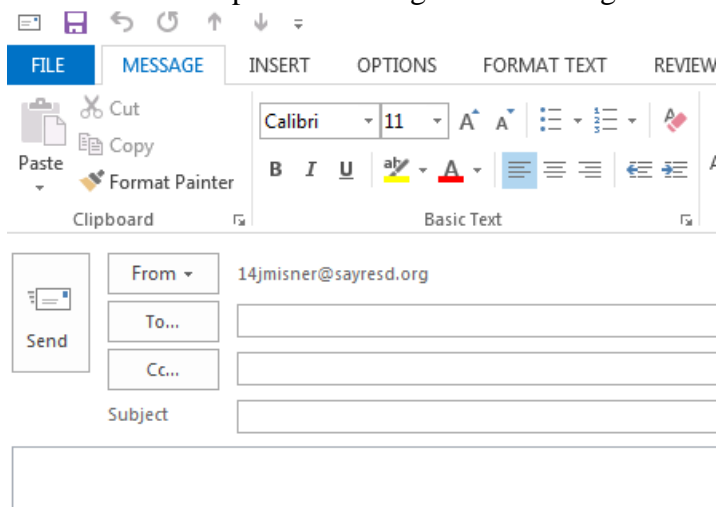 FILE MESSAGE INSERT OPTIONS FORMAT TEXT REVIEW
Cut
Calibri 11 A A
Copy
Paste
Format Painter
B I U ab A
Clipboard Basic Text
From 14jmisner@sayresd.org
To...
Send
Cc...
Subject